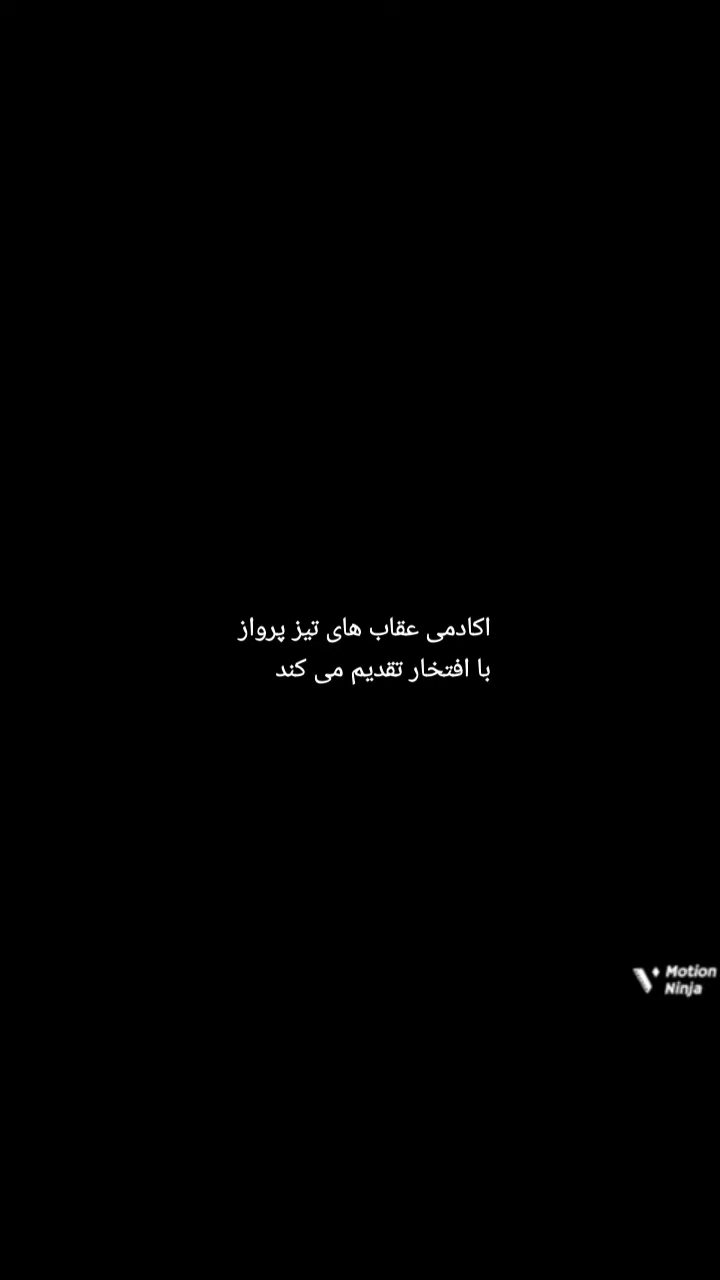 اکادمی عقاب های تیز پرواز
با افتخار تقدیم می کند
Motion
Ninja